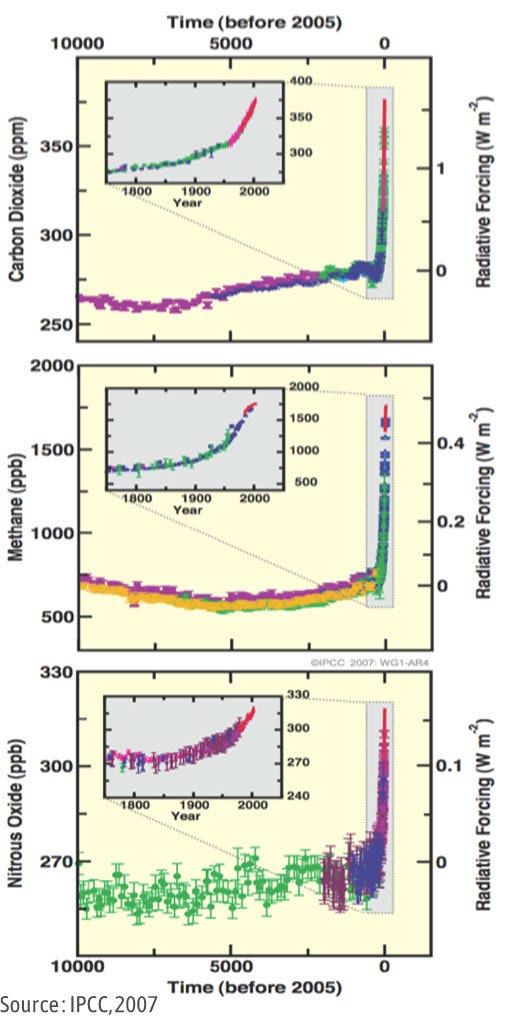 Time (before 2005)
10000 5000 0
Carbon Dioxide (ppm)
350
300
250
400
350
300
1800 1900 2000
Year
1
0
Radiative Forcing (W m-2)
Methane (ppb)
2000
1500
1000
500
2000
1500
1000
500
1800 1900 2000
Year
0.4
0.2
0
Radiative Forcing (W m-2)
©IPCC 2007: WG1-AR4
Nitrous Oxide (ppb)
330
300
270
330
300
270
240
1800 1900 2000
Year
0.1
0
Radiative Forcing (W m-2)
10000 5000 0
Time (before 2005)
Source: IPCC,2007